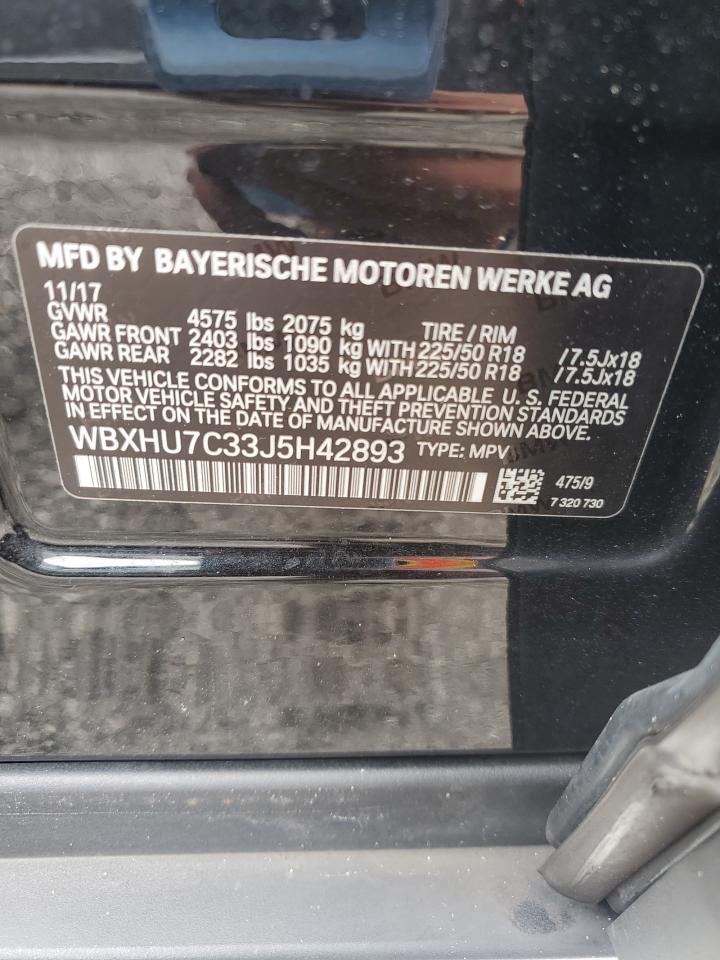 MFD BY BAYERISCHE MOTOREN WERKE AG
11/17
GVWR 4575 lbs 2075 kg TIRE / RIM
GAWR FRONT 2403 lbs 1090 kg WITH 225/50 R18 /7.5Jx18
GAWR REAR 2282 lbs 1035 kg WITH 225/50 R18 /7.5Jx18
THIS VEHICLE CONFORMS TO ALL APPLICABLE U. S. FEDERAL
MOTOR VEHICLE SAFETY AND THEFT PREVENTION STANDARDS
IN EFFECT ON THE DATE OF MANUFACTURE SHOWN ABOVE.
WBXHU7C33J5H42893 TYPE: MPV
475/9
7 320 730